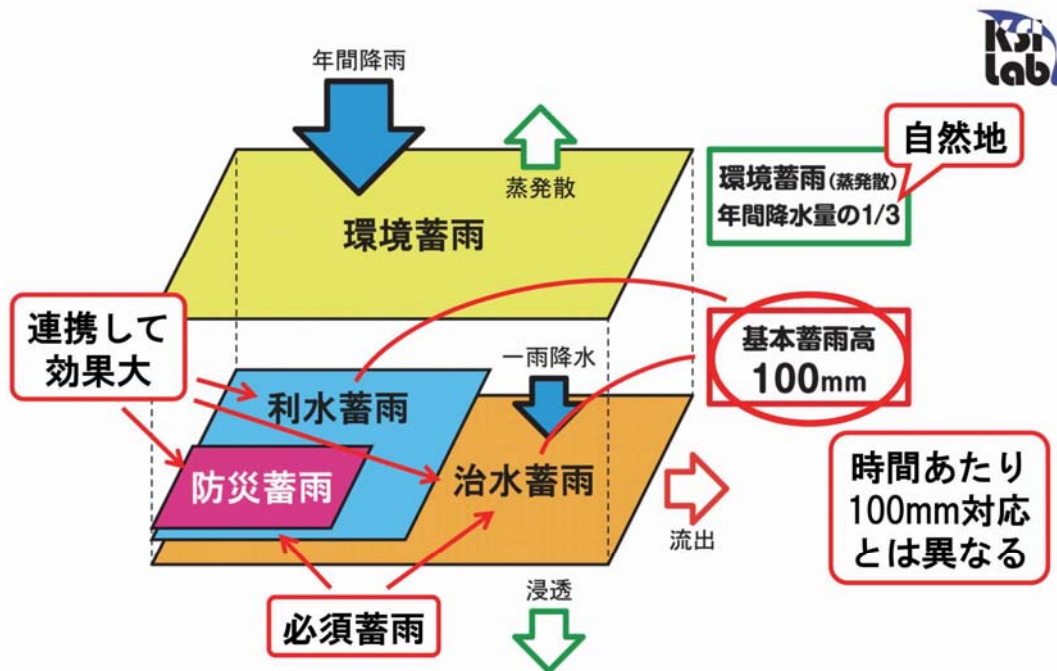 KSI
Lab
年間降雨
自然地
蒸発散
環境蓄雨(蒸発散)
年間降水量の1/3
環境蓄雨
連携して
効果大
一雨降水
基本蓄雨高
100mm
利水蓄雨
防災蓄雨
治水蓄雨
時間あたり
100mm対応
とは異なる
流出
浸透
必須蓄雨